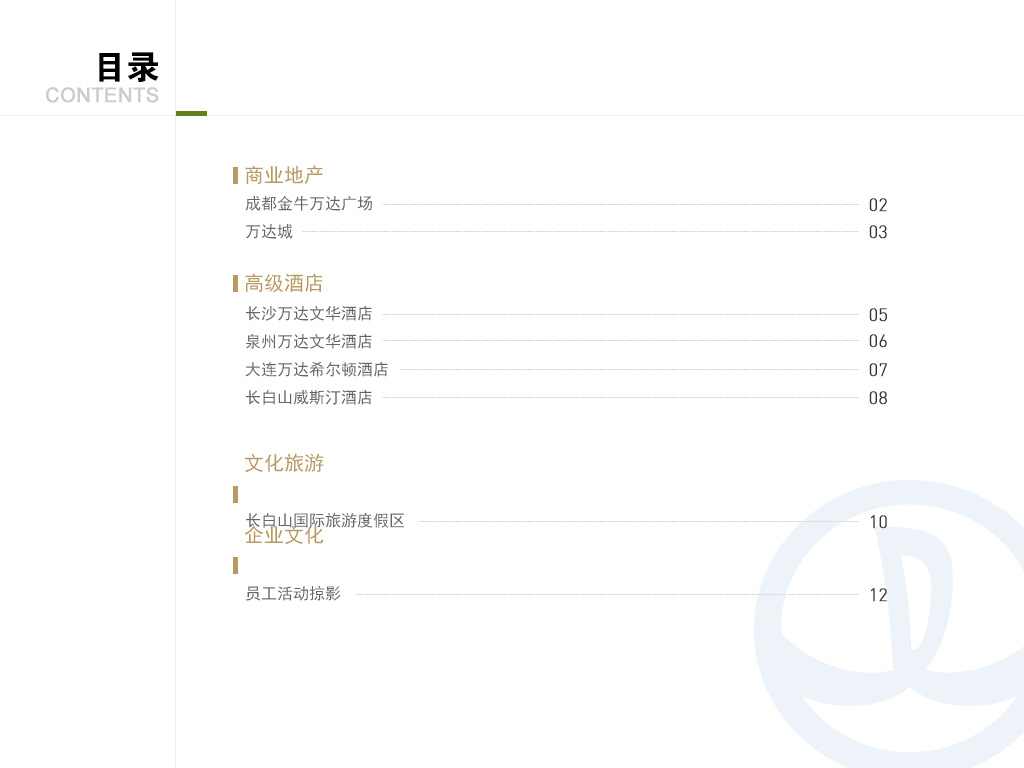 目录
CONTENTS
商业地产
成都金牛万达广场 02
万达城 03
高级酒店
长沙万达文华酒店 05
泉州万达文华酒店 06
大连万达希尔顿酒店 07
长白山威斯汀酒店 08
文化旅游
长白山国际旅游度假区 10
企业文化
员工活动掠影 12